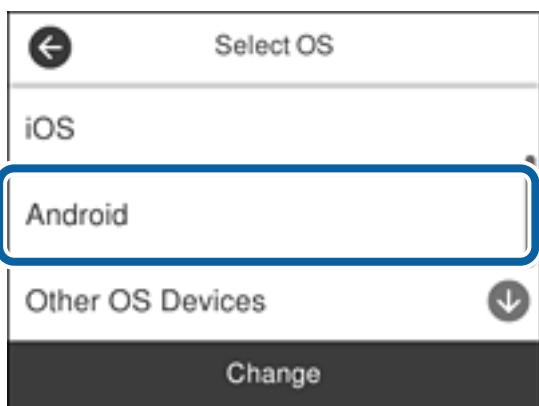 Select OS
iOS
Android
Other OS Devices
Change